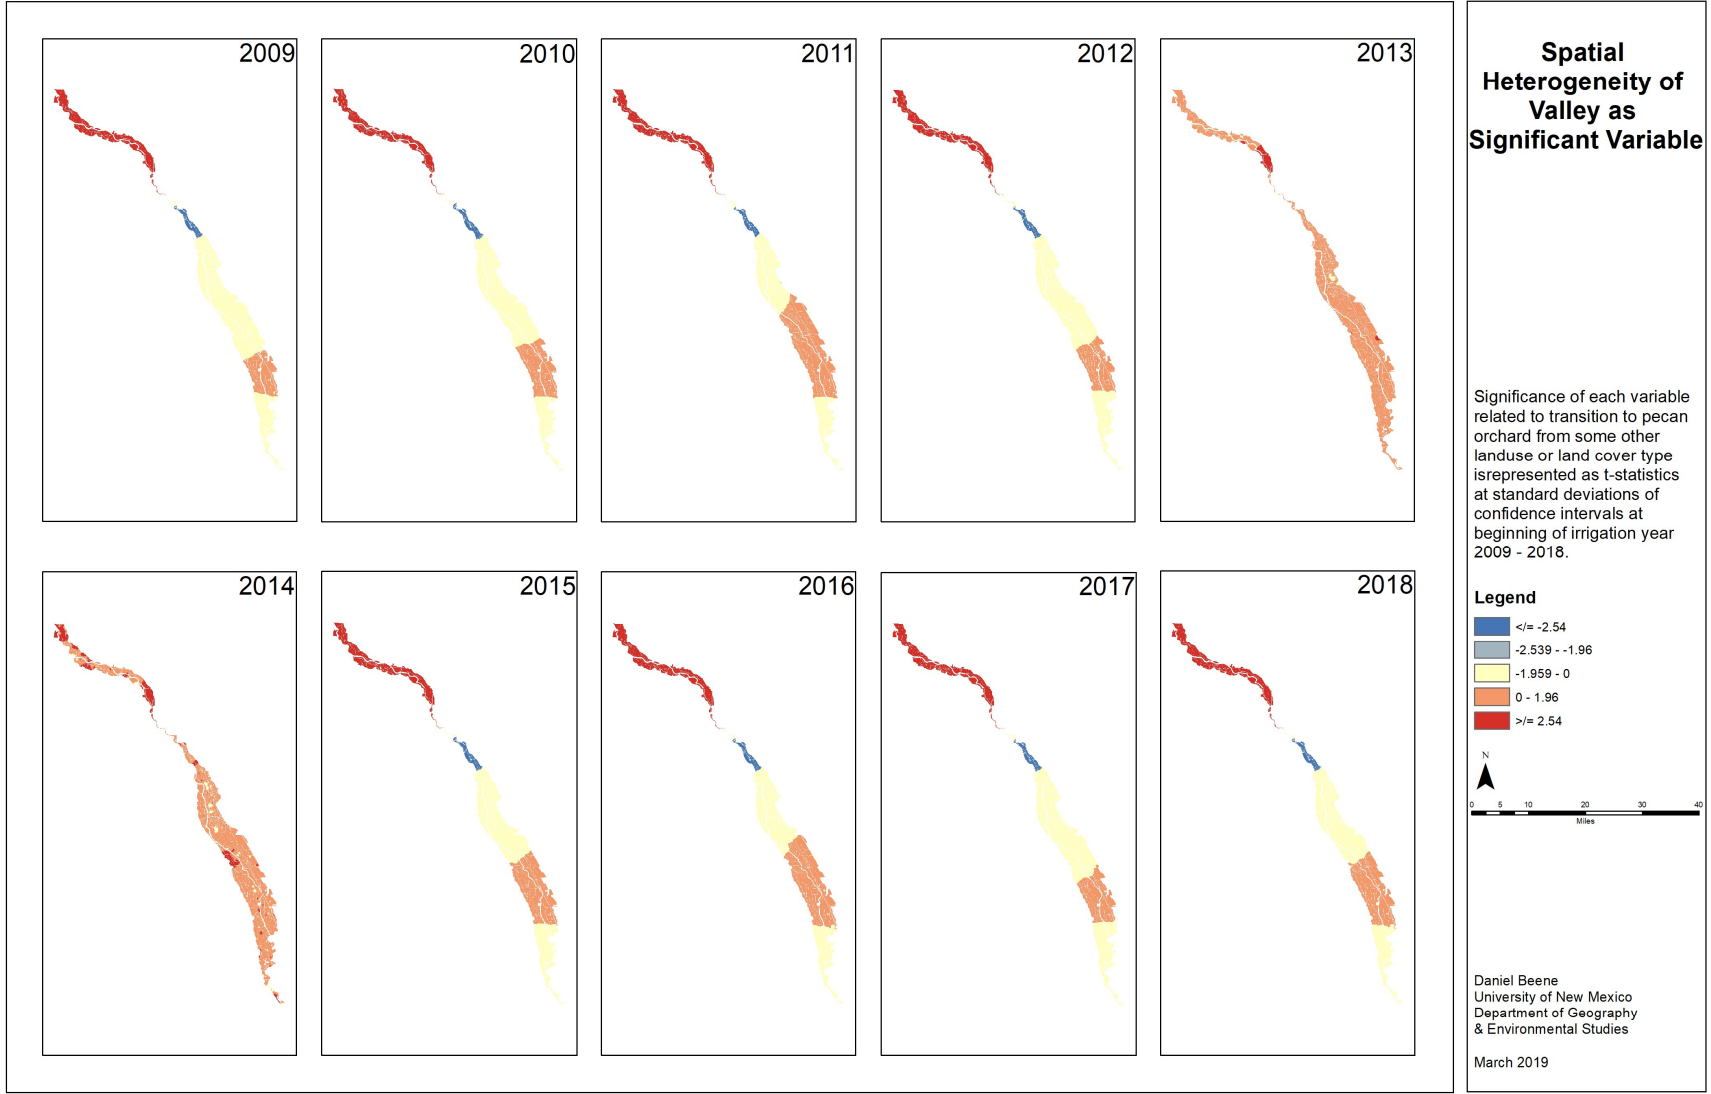 2009
2010
2011
2012
2013
2014
2015
2016
2017
2018
Spatial
Heterogeneity of
Valley as
Significant Variable
Significance of each variable
related to transition to pecan
orchard from some other
landuse or land cover type
isrepresented as t-statistics
at standard deviations of
confidence intervals at
beginning of irrigation year
2009 - 2018.
Legend
</= -2.54
-2.539 - -1.96
-1.959 - 0
0 - 1.96
>/= 2.54
N
0 5 10 20 30 40
Miles
Daniel Beene
University of New Mexico
Department of Geography
& Environmental Studies
March 2019